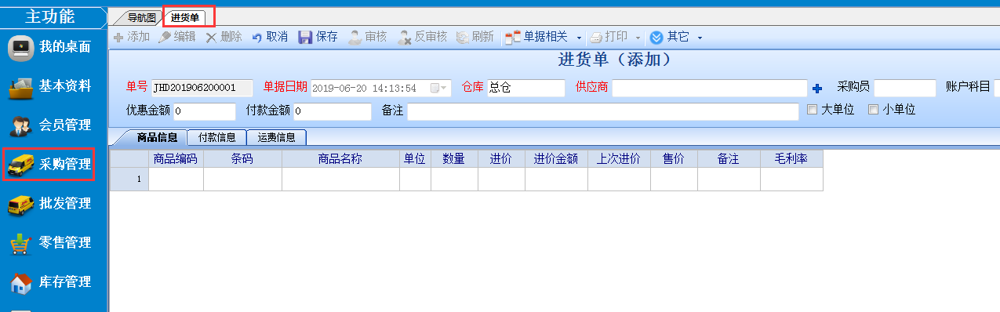 主功能
我的桌面
基本资料
会员管理
采购管理
批发管理
零售管理
库存管理
导航图 进货单
添加 编辑 删除 取消 保存 审核 反审核 刷新 单据相关 打印 其它
进货单（添加）
单号 JHD201906200001 单据日期 2019-06-20 14:13:54 仓库 总仓 供应商 采购员 账户科目
优惠金额 0 付款金额 0 备注 大单位 小单位
商品信息 付款信息 运费信息
商品编码 条码 商品名称 单位 数量 进价 进价金额 上次进价 售价 备注 毛利率
1